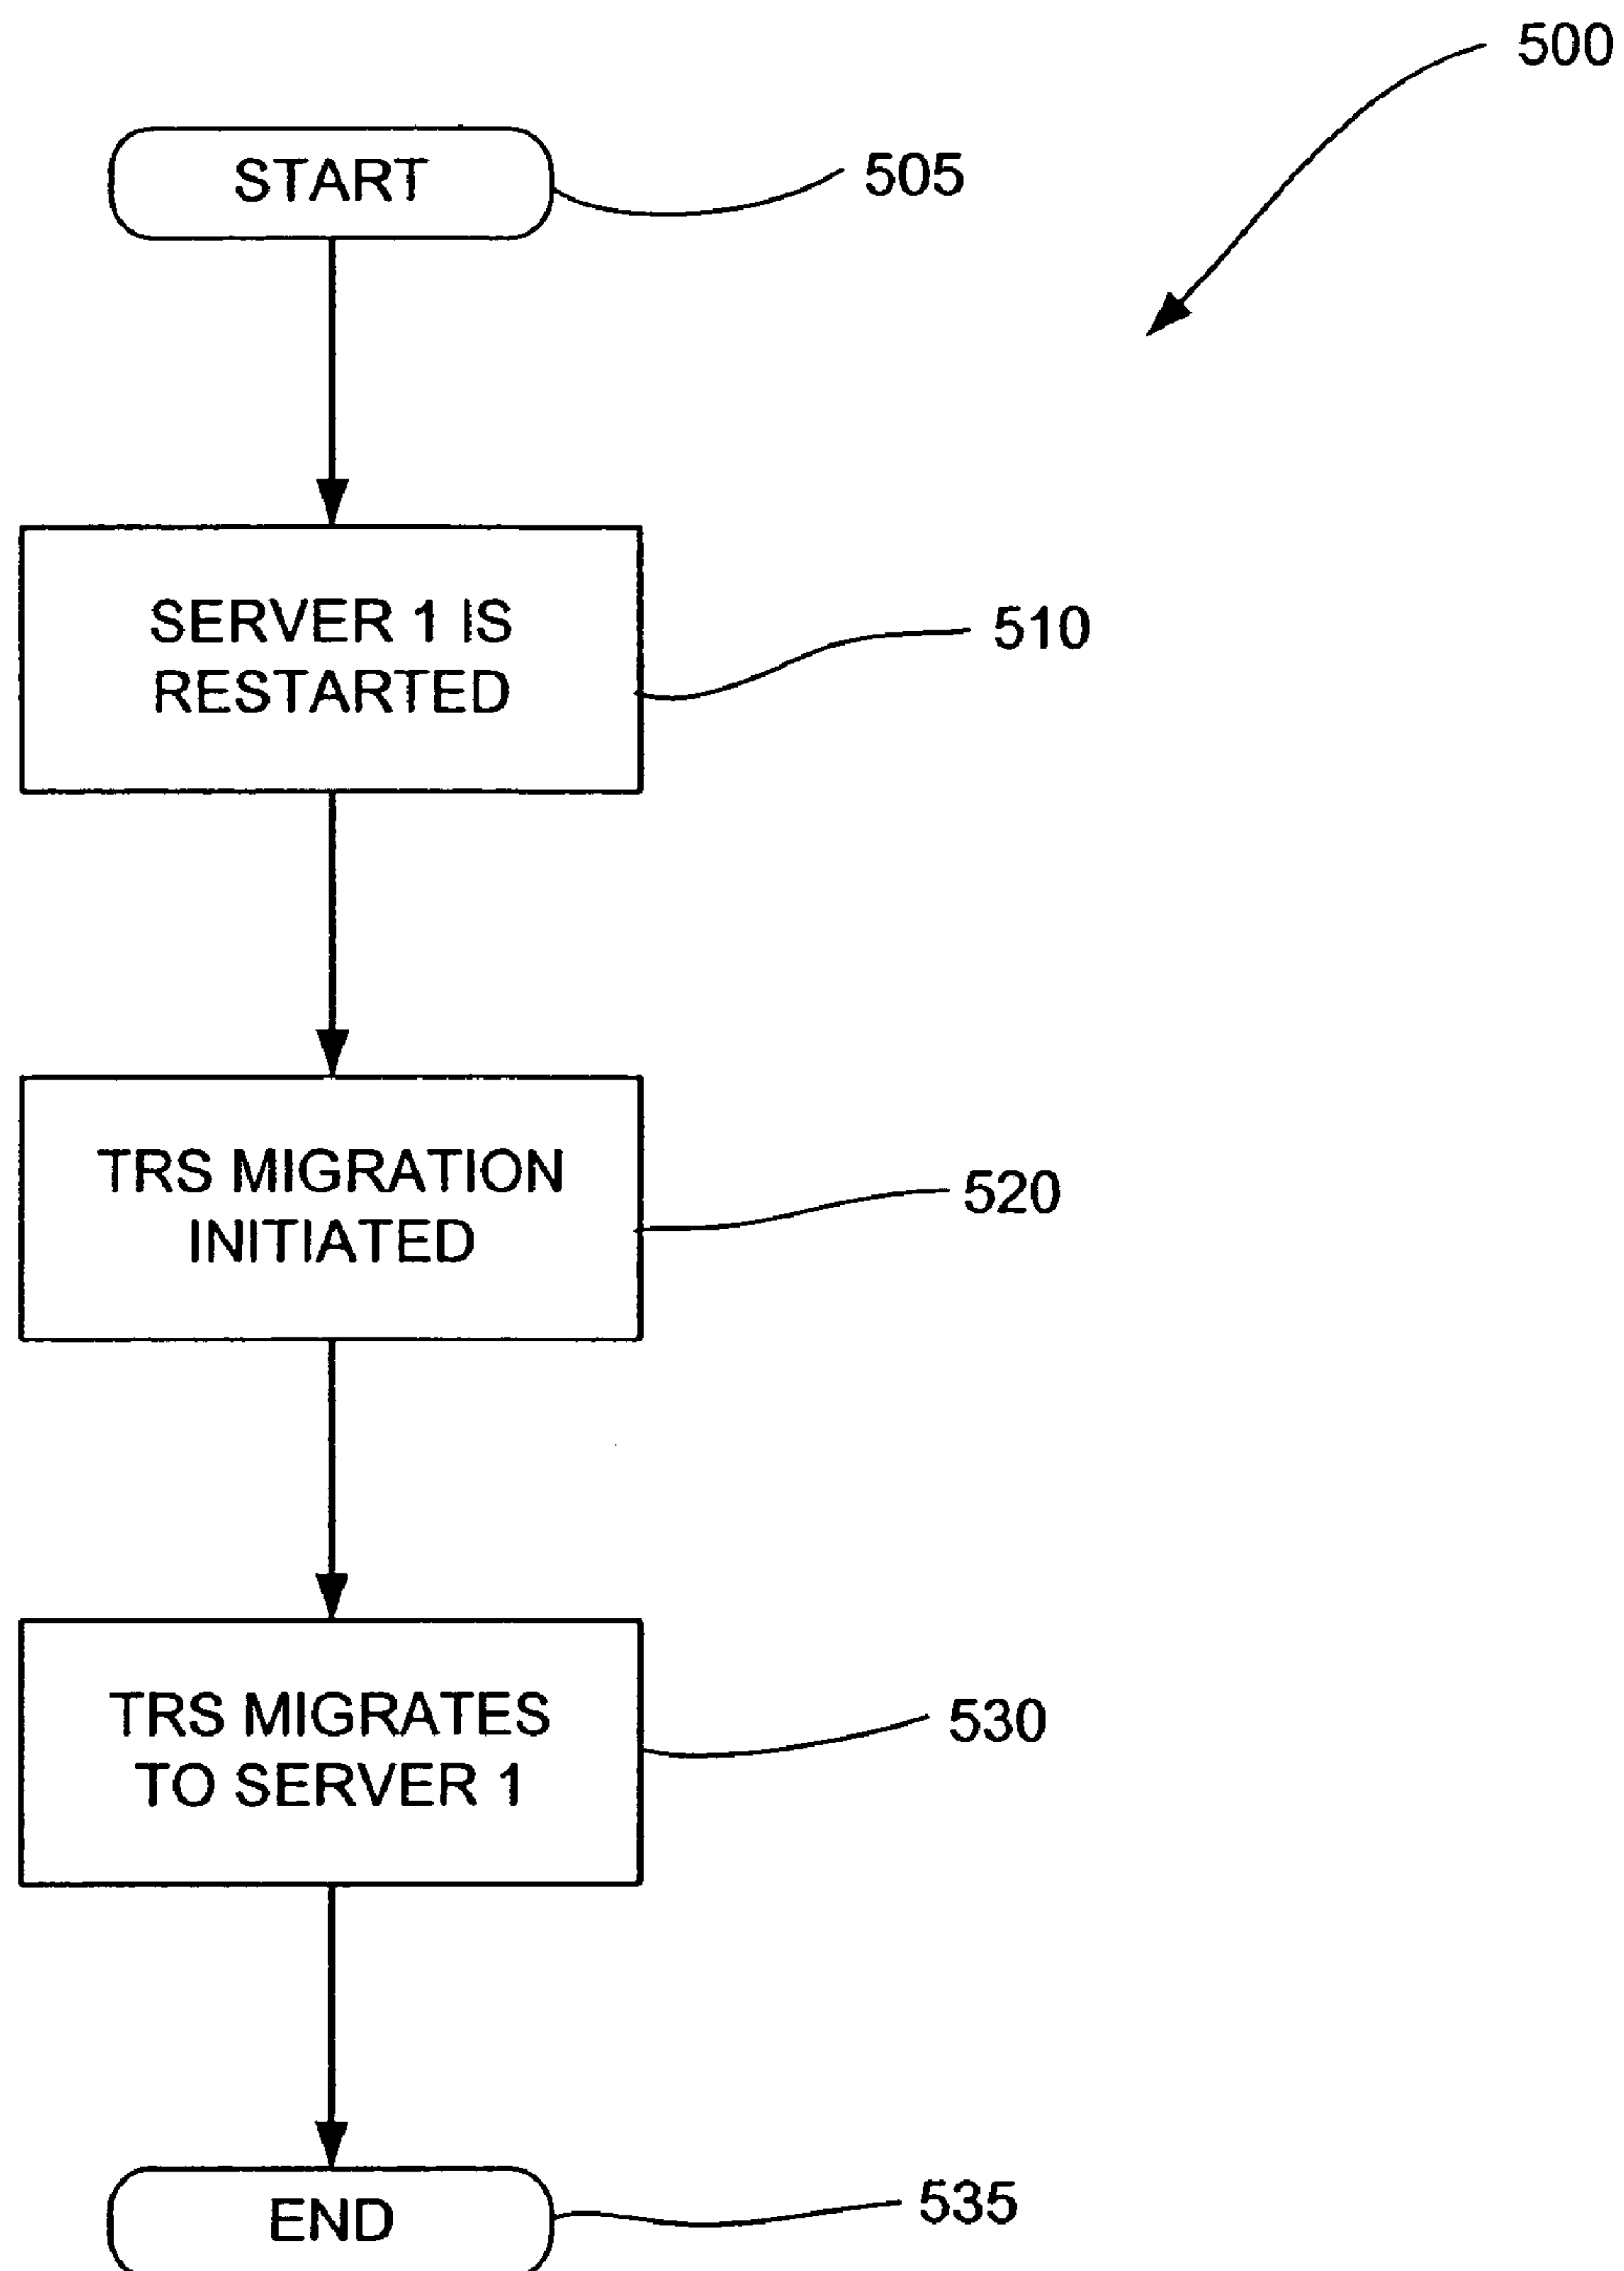 500
START
505
SERVER 1 IS
RESTARTED
510
TRS MIGRATION
INITIATED
520
TRS MIGRATES
TO SERVER 1
530
END
535